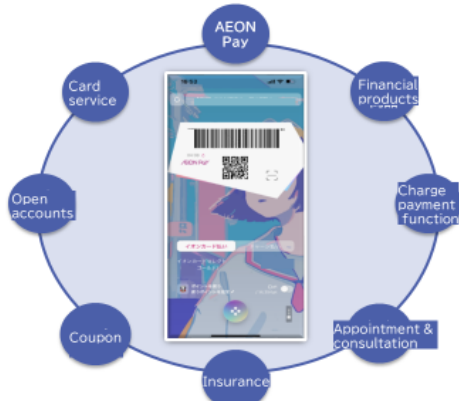 AEON
Pay
Card
service
Financial
products
Open
accounts
Charge
payment
function
Coupon
Appointment &
consultation
Insurance
AEON Pay
イオンカード払い